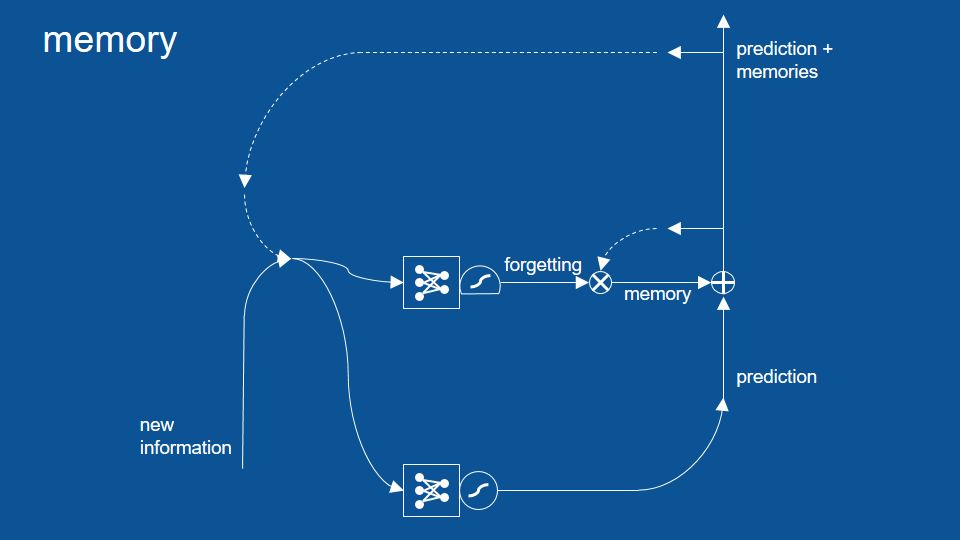 memory
prediction +
memories
forgetting
memory
prediction
new
information